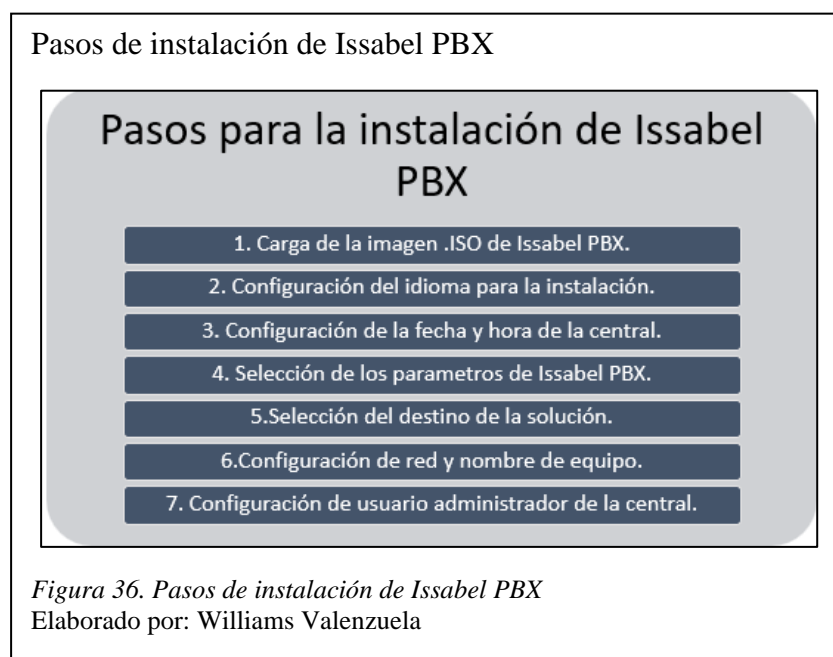 Pasos de instalación de Issabel PBX
Pasos para la instalación de Issabel
PBX
1. Carga de la imagen .ISO de Issabel PBX.
2. Configuración del idioma para la instalación.
3. Configuración de la fecha y hora de la central.
4. Selección de los parametros de Issabel PBX.
5.Selección del destino de la solución.
6.Configuración de red y nombre de equipo.
7. Configuración de usuario administrador de la central.
Figura 36. Pasos de instalación de Issabel PBX
Elaborado por: Williams Valenzuela